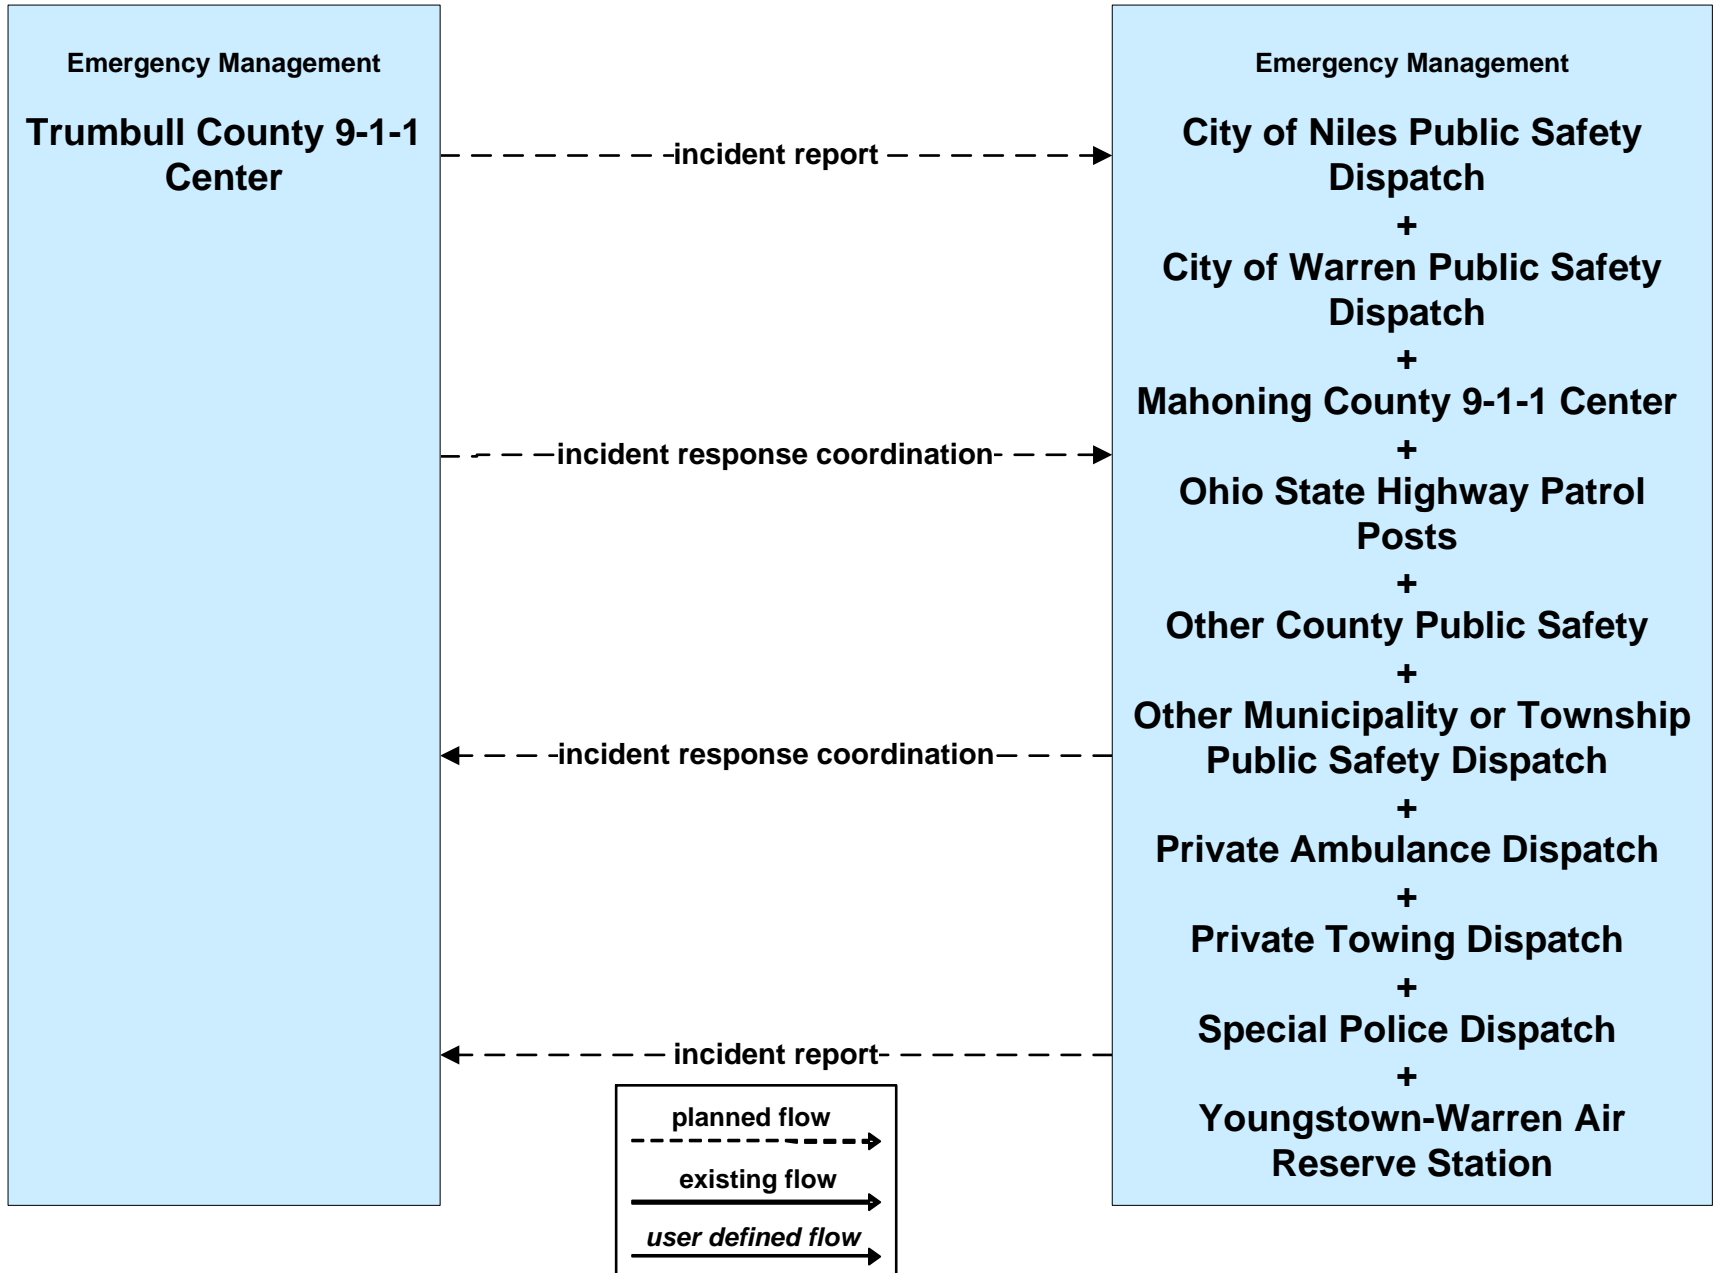 Emergency Management
Trumbull County 9-1-1
Center
incident report
incident response coordination
incident response coordination
incident report
Emergency Management
City of Niles Public Safety
Dispatch
+
City of Warren Public Safety
Dispatch
+
Mahoning County 9-1-1 Center
+
Ohio State Highway Patrol
Posts
+
Other County Public Safety
+
Other Municipality or Township
Public Safety Dispatch
+
Private Ambulance Dispatch
+
Private Towing Dispatch
+
Special Police Dispatch
+
Youngstown-Warren Air
Reserve Station
planned flow
existing flow
user defined flow